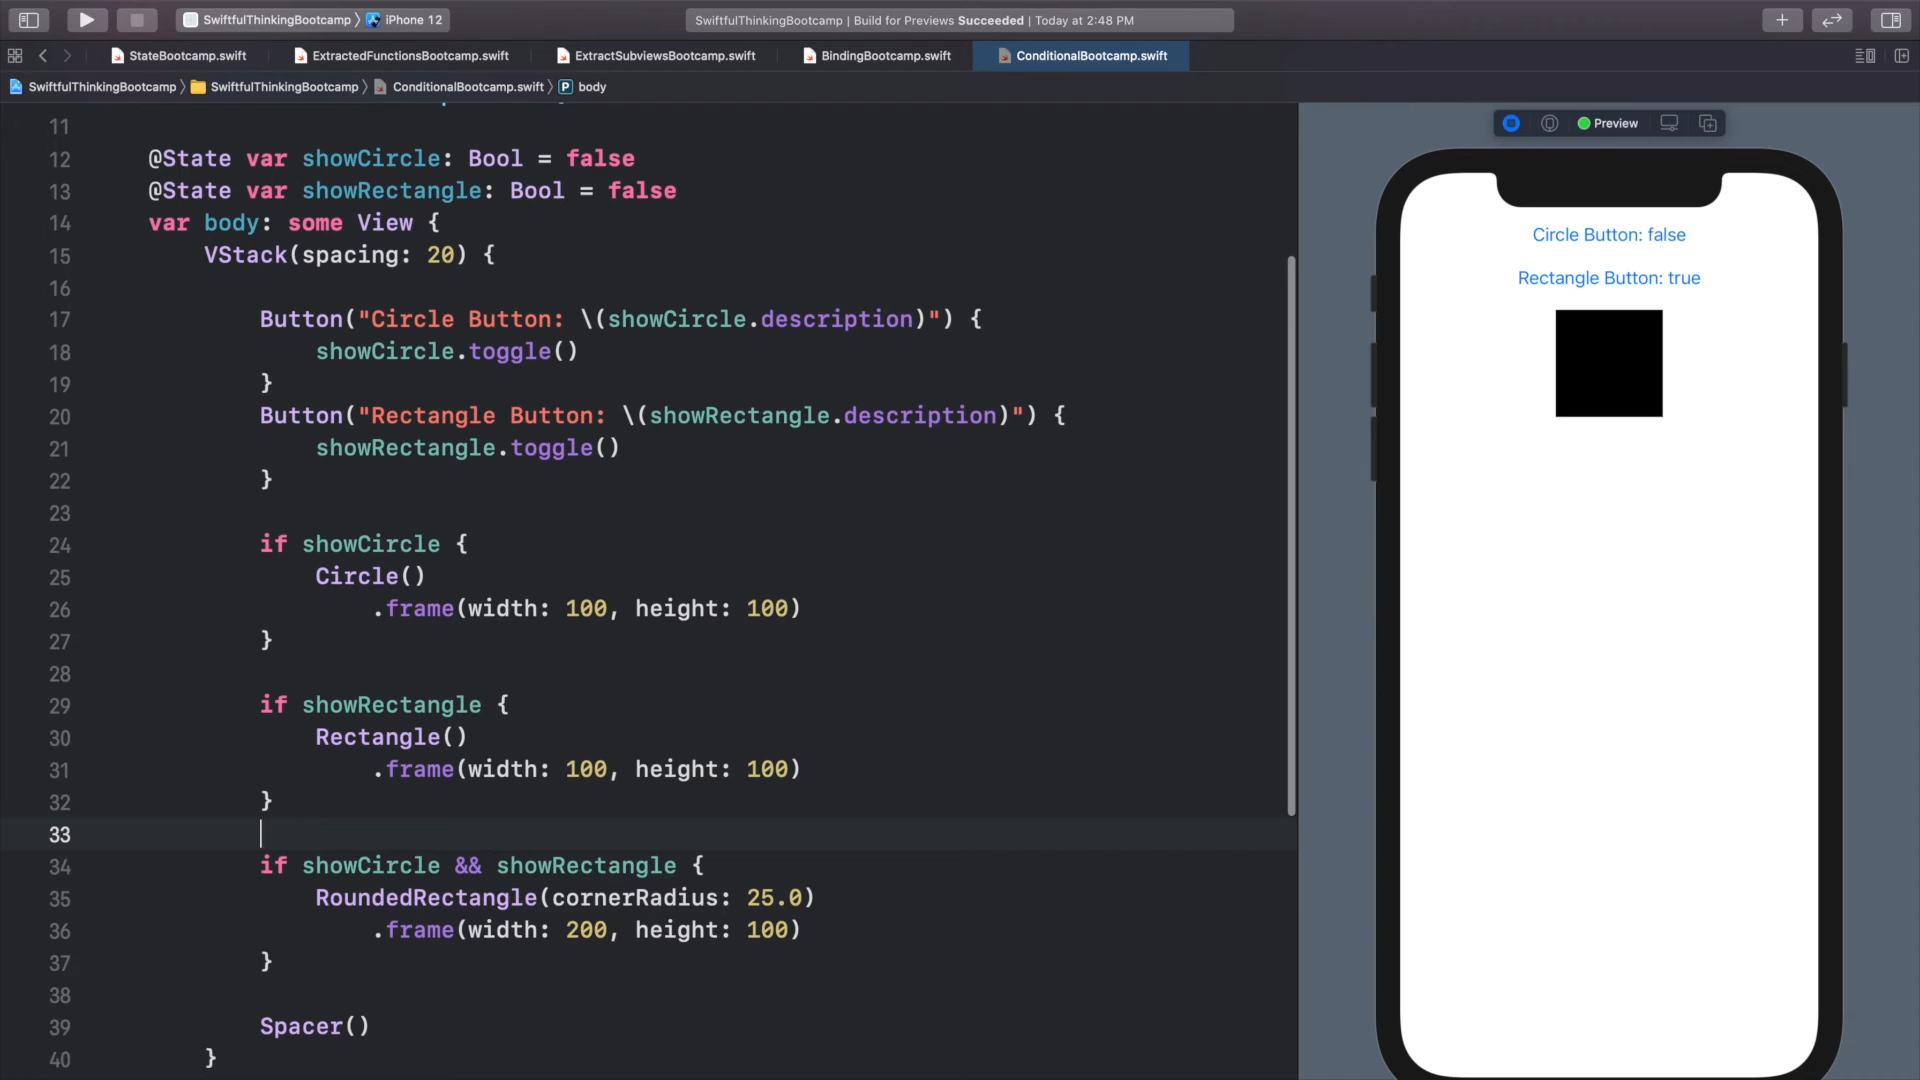 SwiftfulThinkingBootcamp 〉 iPhone 12
SwiftfulThinkingBootcamp | Build for Previews Succeeded | Today at 2:48 PM
StateBootcamp.swift
ExtractedFunctionsBootcamp.swift
ExtractSubviewsBootcamp.swift
BindingBootcamp.swift
ConditionalBootcamp.swift
SwiftfulThinkingBootcamp 〉 SwiftfulThinkingBootcamp 〉 ConditionalBootcamp.swift 〉 P body
11
12 @State var showCircle: Bool = false
13 @State var showRectangle: Bool = false
14 var body: some View {
15 VStack(spacing: 20) {
16
17 Button("Circle Button: \(showCircle.description)") {
18 showCircle.toggle()
19 }
20 Button("Rectangle Button: \(showRectangle.description)") {
21 showRectangle.toggle()
22 }
23
24 if showCircle {
25 Circle()
26 .frame(width: 100, height: 100)
27 }
28
29 if showRectangle {
30 Rectangle()
31 .frame(width: 100, height: 100)
32 }
33
34 if showCircle && showRectangle {
35 RoundedRectangle(cornerRadius: 25.0)
36 .frame(width: 200, height: 100)
37 }
38
39 Spacer()
40 }
Preview
Circle Button: false
Rectangle Button: true